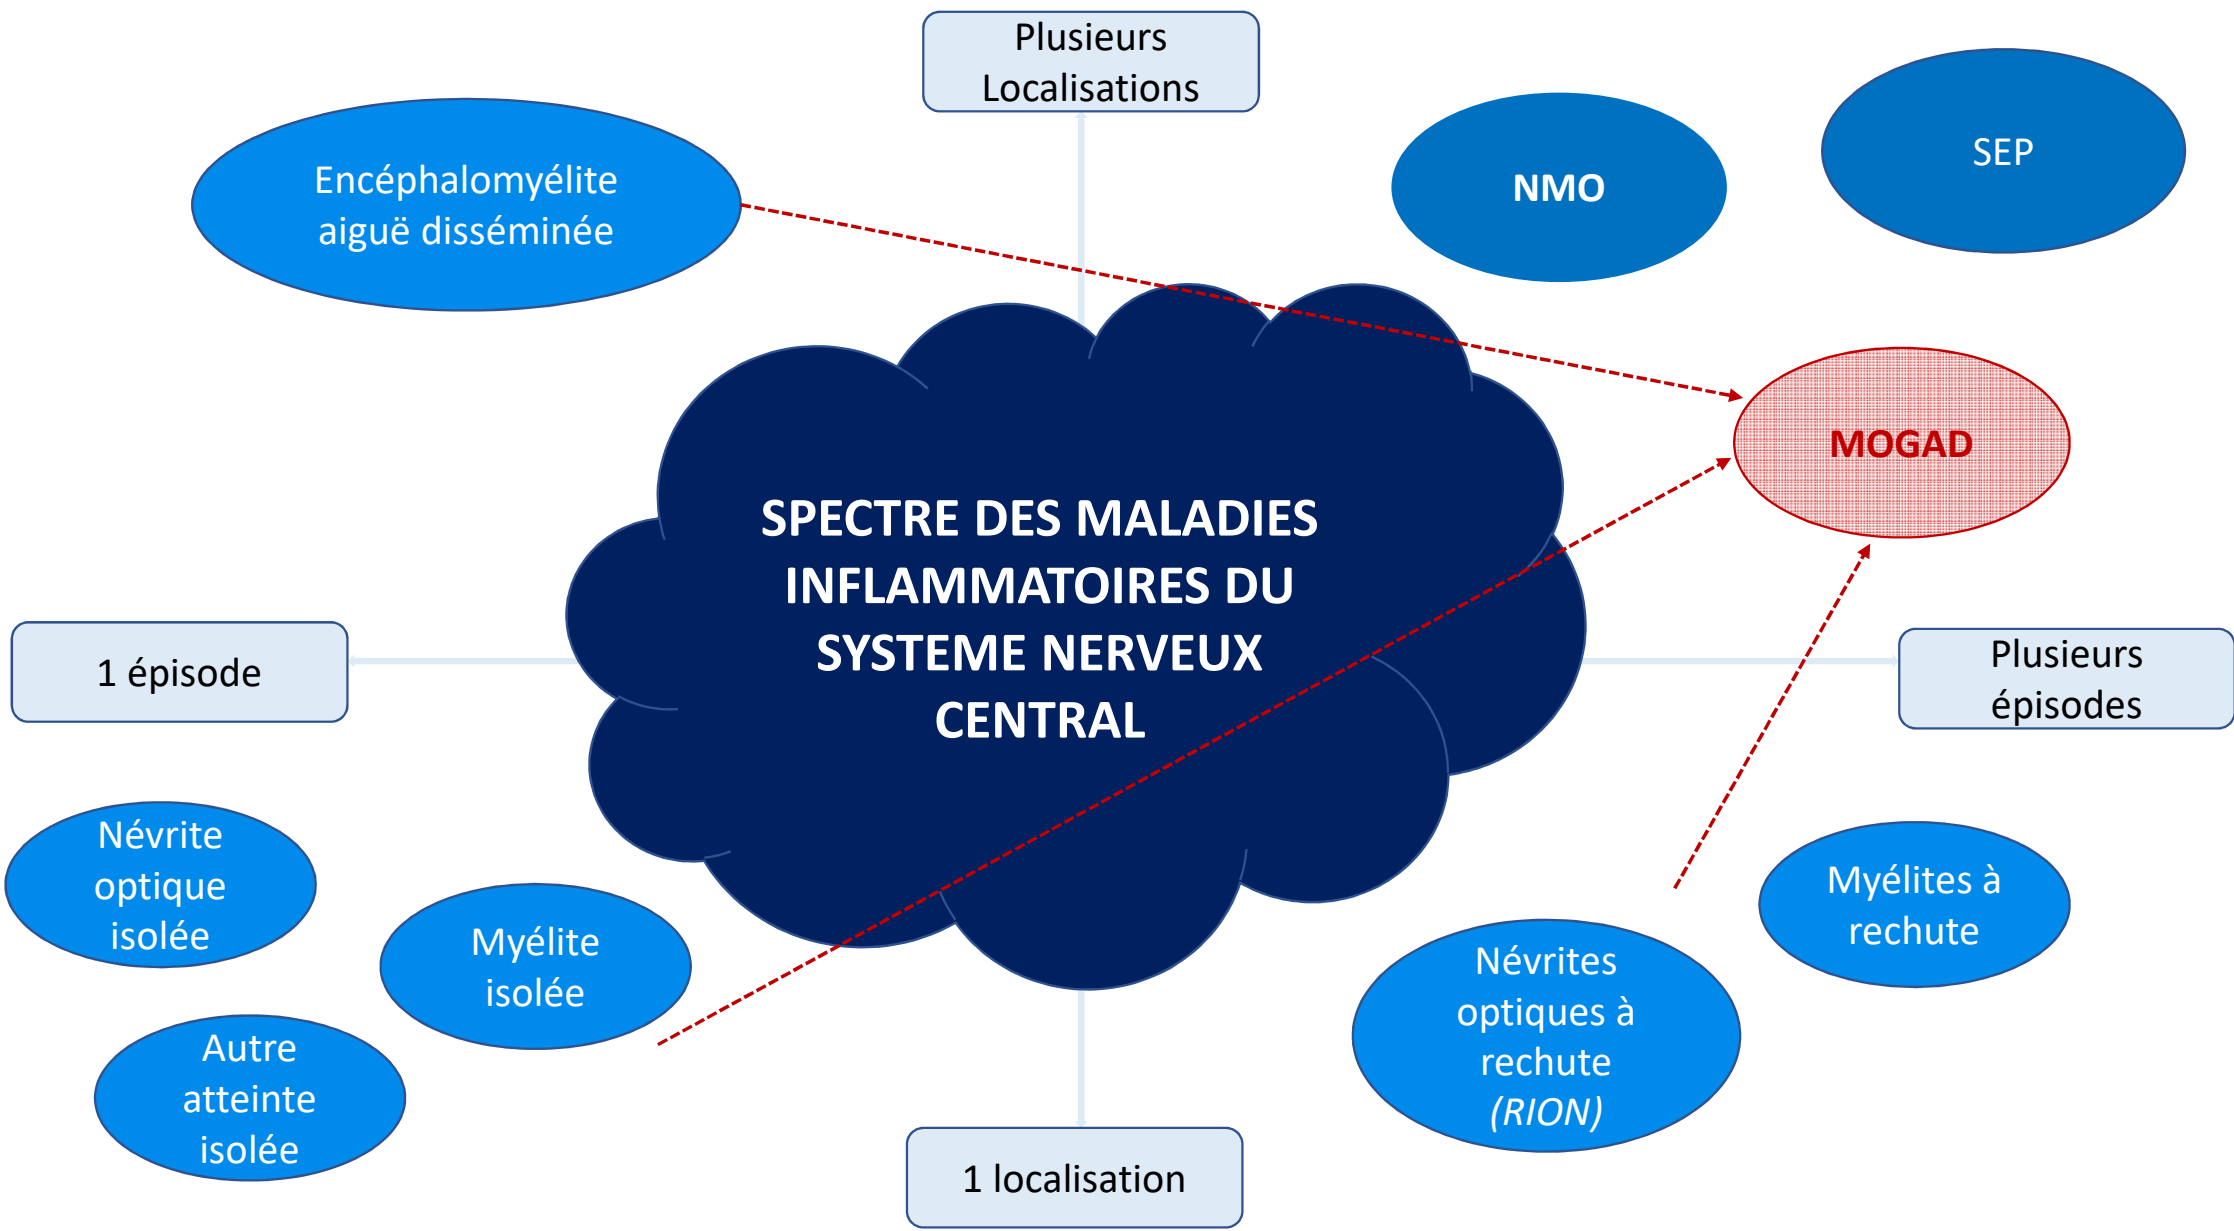 Plusieurs
Localisations
Encéphalomyélite
aiguë disséminée
NMO
SEP
MOGAD
SPECTRE DES MALADIES
INFLAMMATOIRES DU
SYSTEME NERVEUX
CENTRAL
1 épisode
Plusieurs
épisodes
Névrite
optique
isolée
Myélite
isolée
Autre
atteinte
isolée
Névrites
optiques à
rechute
(RION)
Myélites à
rechute
1 localisation